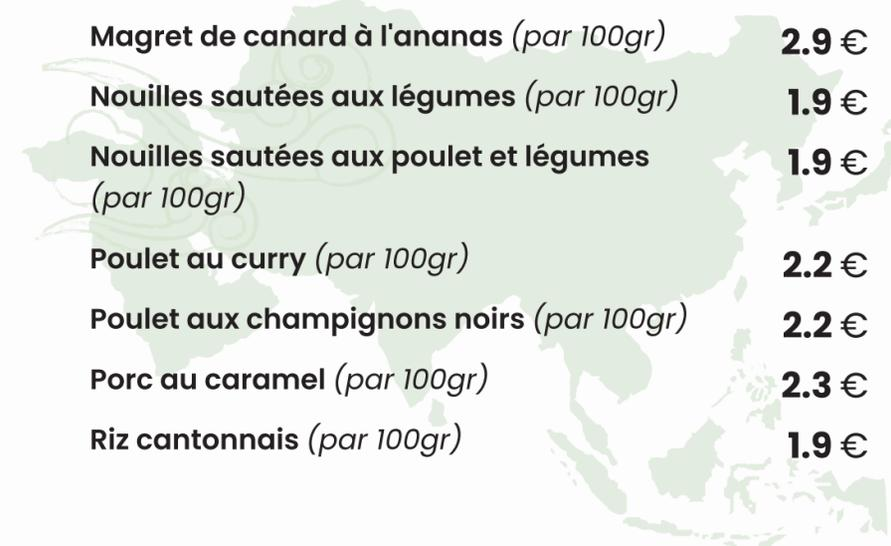 Magret de canard à l'ananas (par 100gr) 2.9 €
Nouilles sautées aux légumes (par 100gr) 1.9 €
Nouilles sautées aux poulet et légumes 1.9 €
(par 100gr)
Poulet au curry (par 100gr) 2.2 €
Poulet aux champignons noirs (par 100gr) 2.2 €
Porc au caramel (par 100gr) 2.3 €
Riz cantonnais (par 100gr) 1.9 €